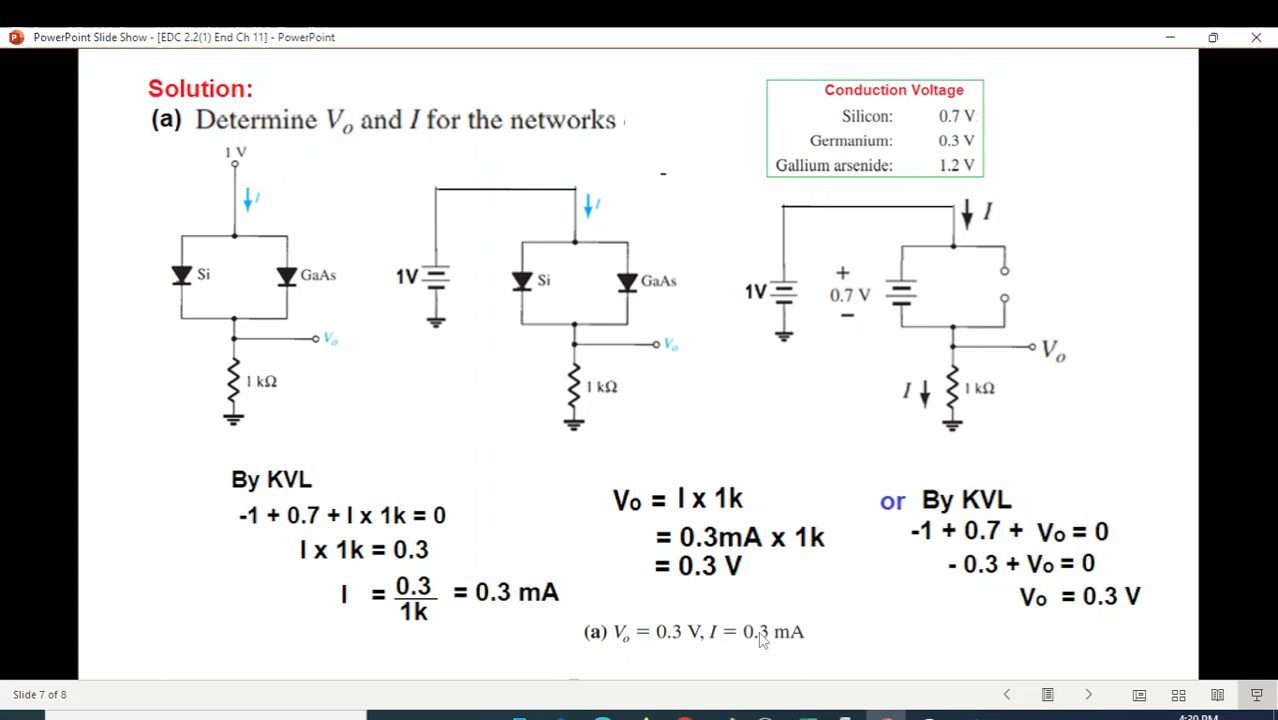 PowerPoint Slide Show - [EDC 2.2(1) End Ch 11] - PowerPoint
Solution:
(a) Determine Vo and I for the networks
Conduction Voltage
Silicon: 0.7 V
Germanium: 0.3 V
Gallium arsenide: 1.2 V
1 V
I
Si
GaAs
Vo
1 kΩ
1V
I
Si
GaAs
Vo
1 kΩ
1V
+
0.7 V
-
I
Vo
I
1 kΩ
By KVL
-1 + 0.7 + I x 1k = 0
I x 1k = 0.3
I = 0.3 / 1k = 0.3 mA
Vo = I x 1k
= 0.3mA x 1k
= 0.3 V
or By KVL
-1 + 0.7 + Vo = 0
- 0.3 + Vo = 0
Vo = 0.3 V
(a) Vo = 0.3 V, I = 0.3 mA
Slide 7 of 8
4:30 PM